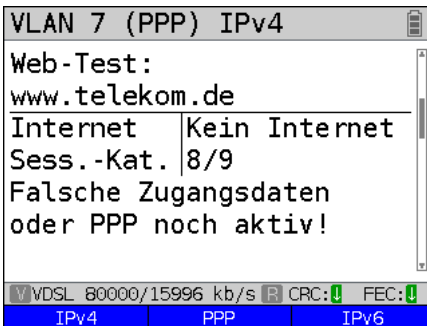 VLAN 7 (PPP) IPv4
Web-Test:
www.telekom.de
Internet Kein Internet
Sess.-Kat. 8/9
Falsche Zugangsdaten
oder PPP noch aktiv!
V VDSL 80000/15996 kb/s R CRC: FEC:
IPv4 PPP IPv6